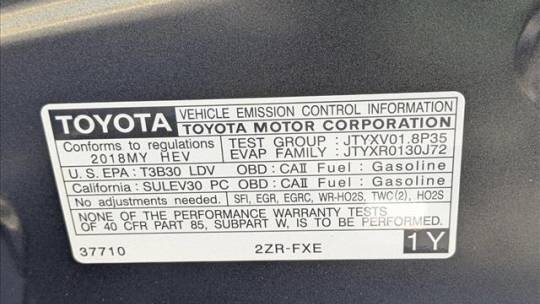 TOYOTA VEHICLE EMISSION CONTROL INFORMATION
TOYOTA MOTOR CORPORATION
Conforms to regulations TEST GROUP : JTYXV01.8P35
2018MY HEV EVAP FAMILY : JTYXR0130J72
U.S. EPA : T3B30 LDV OBD : CAII Fuel : Gasoline
California : SULEV30 PC OBD : CAII Fuel : Gasoline
No adjustments needed. SFI, EGR, EGRC, WR-HO2S, TWC(2), HO2S
NONE OF THE PERFORMANCE WARRANTY TESTS
OF 40 CFR PART 85, SUBPART W, IS TO BE PERFORMED.
37710 2ZR-FXE 1Y